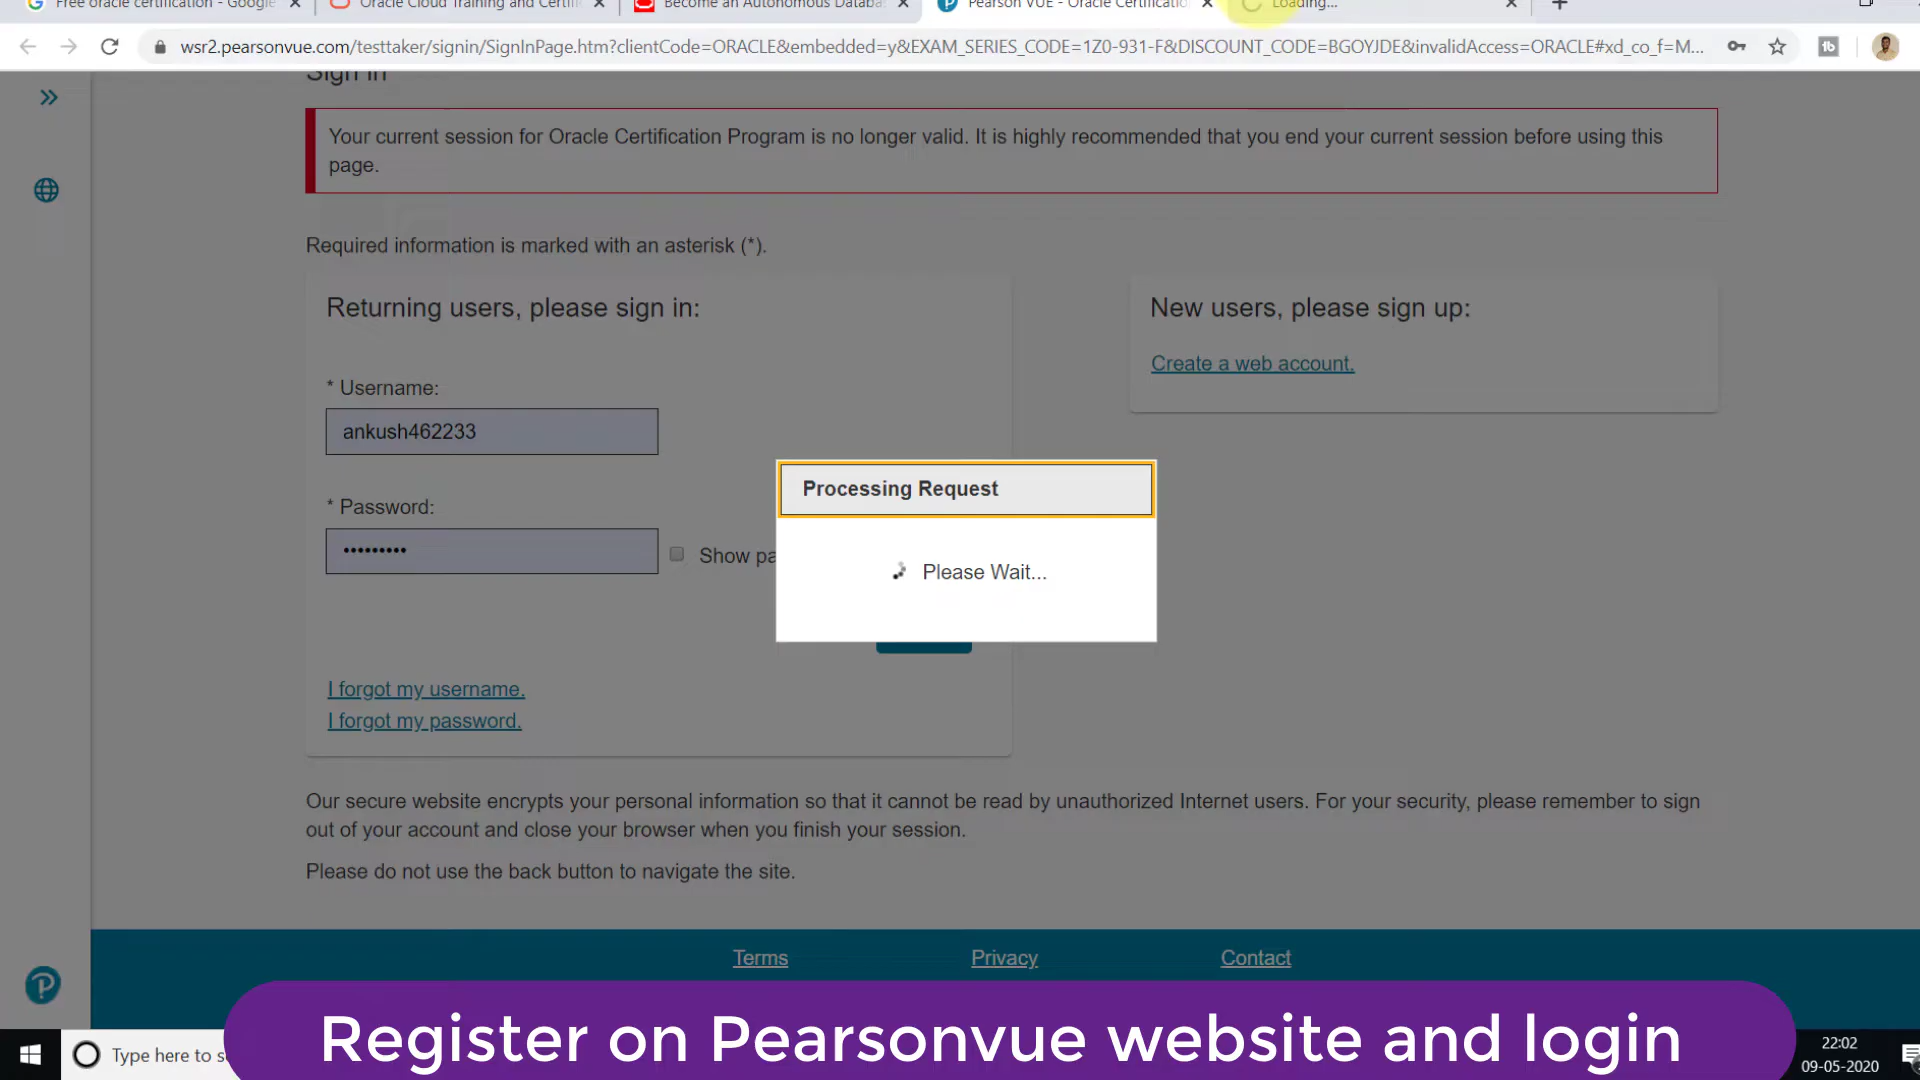 Free oracle certification - Google
Oracle Cloud Training and Certifi
Become an Autonomous Databa
Pearson VUE - Oracle Certificatio
Loading...
wsr2.pearsonvue.com/testtaker/signin/SignInPage.htm?clientCode=ORACLE&embedded=y&EXAM_SERIES_CODE=1Z0-931-F&DISCOUNT_CODE=BGOYJDE&invalidAccess=ORACLE#xd_co_f=M...
Sign In
Your current session for Oracle Certification Program is no longer valid. It is highly recommended that you end your current session before using this
page.
Required information is marked with an asterisk (*).
Returning users, please sign in:
New users, please sign up:
Create a web account.
* Username:
ankush462233
* Password:
•••••••••
Show pa
Processing Request
Please Wait...
I forgot my username.
I forgot my password.
Our secure website encrypts your personal information so that it cannot be read by unauthorized Internet users. For your security, please remember to sign
out of your account and close your browser when you finish your session.
Please do not use the back button to navigate the site.
Terms
Privacy
Contact
Register on Pearsonvue website and login
Type here to s
22:02
09-05-2020